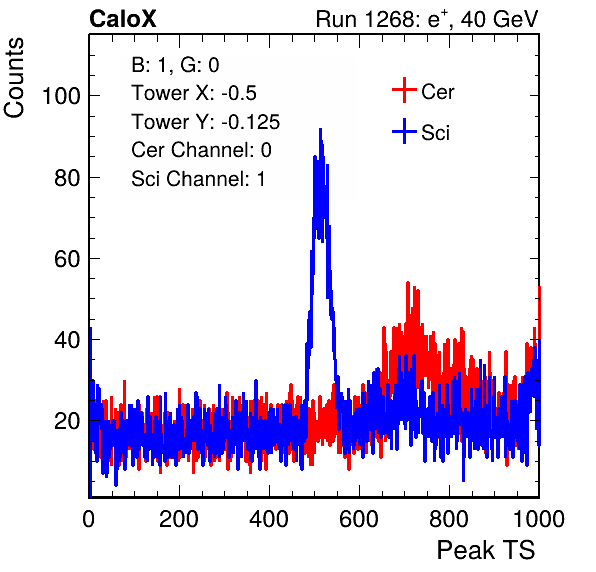 CaloX Run 1268: e⁺, 40 GeV
Counts
B: 1, G: 0
Tower X: -0.5
Tower Y: -0.125
Cer Channel: 0
Sci Channel: 1
Cer
Sci
100
80
60
40
20
0 200 400 600 800 1000
Peak TS